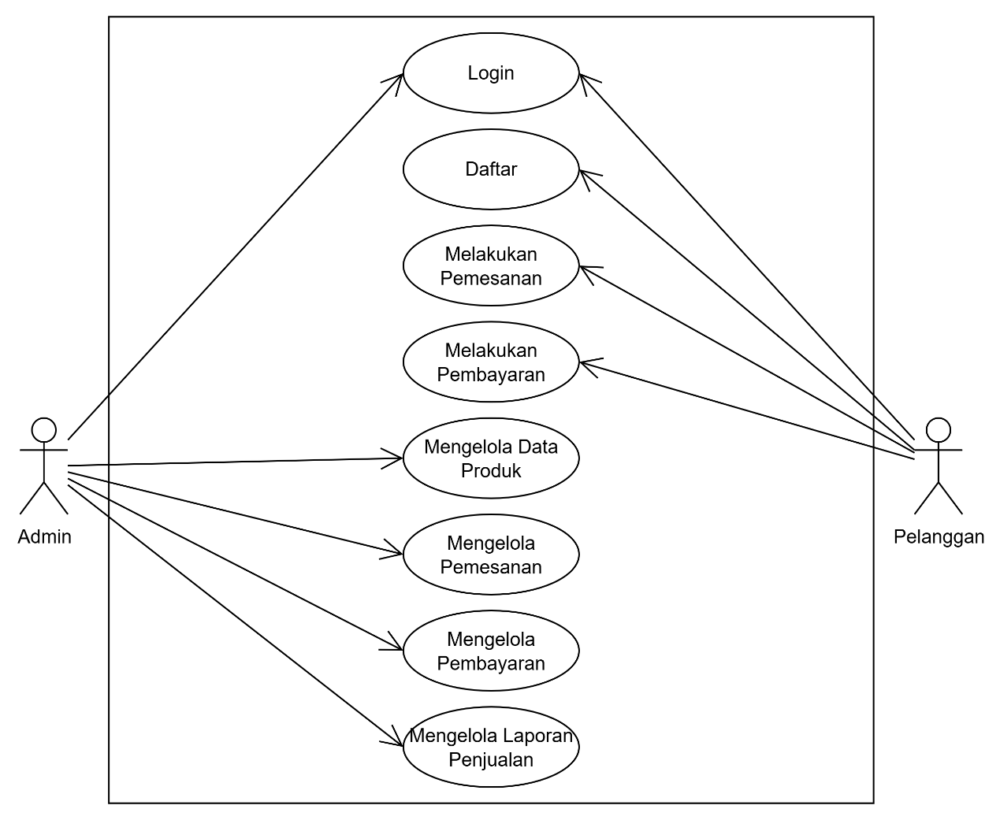 Login
Daftar
Melakukan
Pemesanan
Melakukan
Pembayaran
Mengelola Data
Produk
Admin
Pelanggan
Mengelola
Pemesanan
Mengelola
Pembayaran
Mengelola Laporan
Penjualan